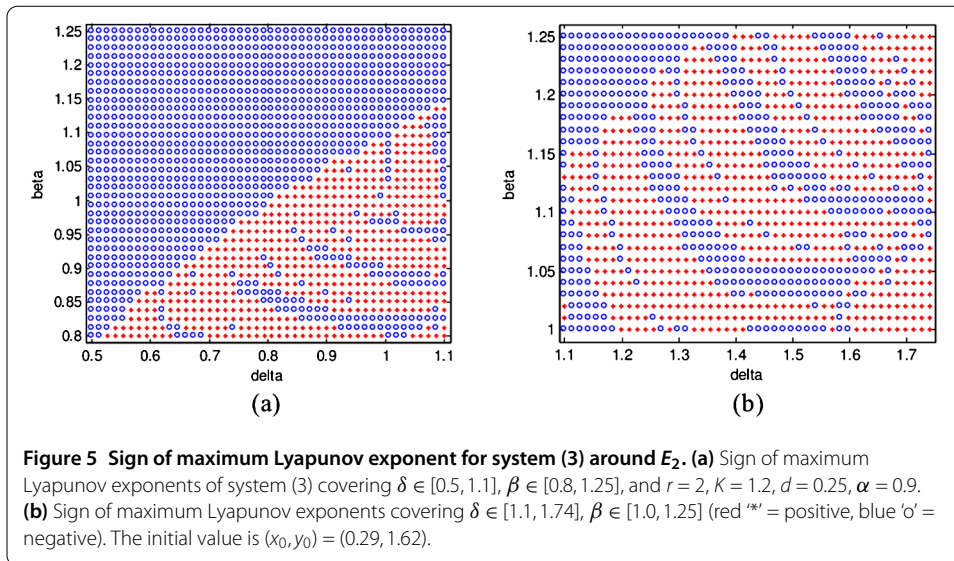 1.25
1.2
1.15
1.1
1.05
1
0.95
0.9
0.85
0.8
beta
0.5 0.6 0.7 0.8 0.9 1 1.1
delta
(a)
1.25
1.2
1.15
1.1
1.05
1
beta
1.1 1.2 1.3 1.4 1.5 1.6 1.7
delta
(b)
Figure 5 Sign of maximum Lyapunov exponent for system (3) around E₂. (a) Sign of maximum
Lyapunov exponents of system (3) covering δ ∈ [0.5, 1.1], β ∈ [0.8, 1.25], and r = 2, K = 1.2, d = 0.25, α = 0.9.
(b) Sign of maximum Lyapunov exponents covering δ ∈ [1.1, 1.74], β ∈ [1.0, 1.25] (red '*' = positive, blue 'o' =
negative). The initial value is (x₀, y₀) = (0.29, 1.62).